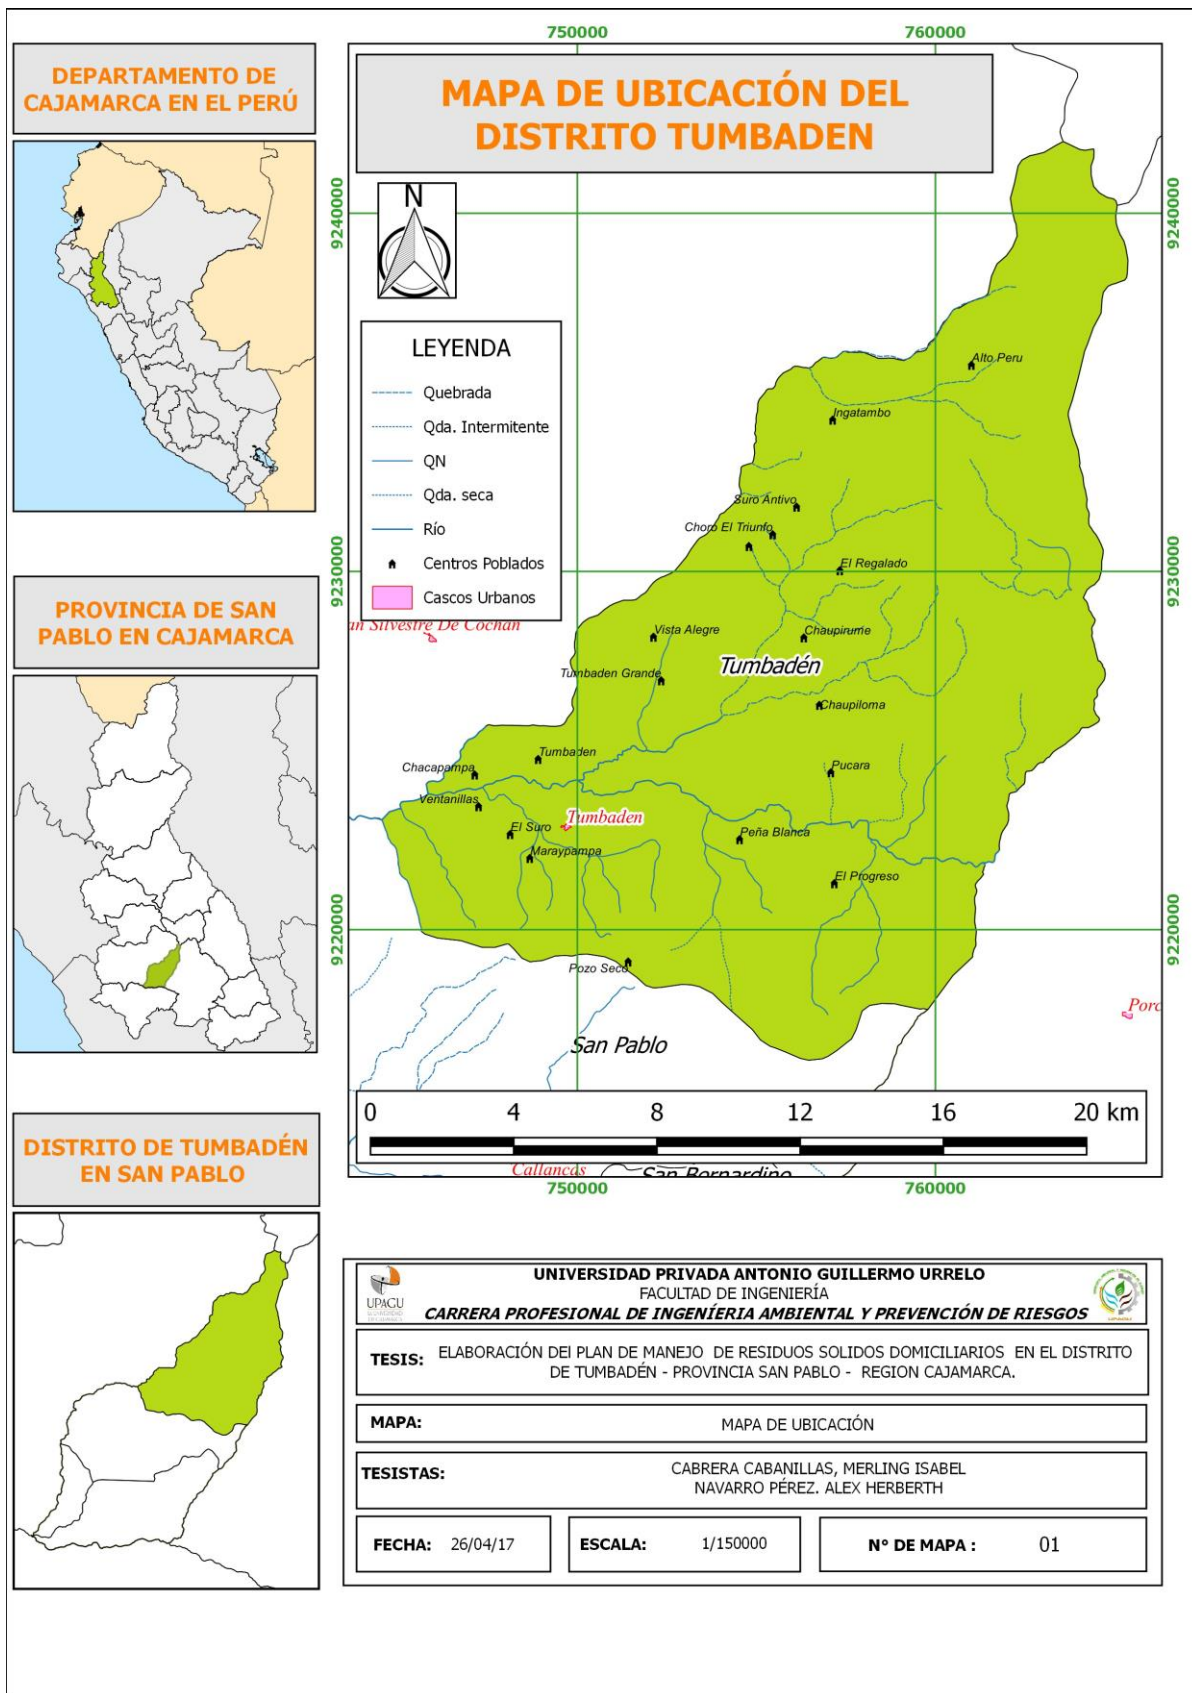 DEPARTAMENTO DE
CAJAMARCA EN EL PERÚ
PROVINCIA DE SAN
PABLO EN CAJAMARCA
DISTRITO DE TUMBADÉN
EN SAN PABLO
750000
760000
MAPA DE UBICACIÓN DEL
DISTRITO TUMBADEN
N
9240000
9240000
LEYENDA
Quebrada
Qda. Intermitente
QN
Qda. seca
Río
Centros Poblados
Cascos Urbanos
Alto Peru
Ingatambo
Suro Antivo
Choro El Triunfo
El Regalado
9230000
9230000
an Silvestre De Cochan
Vista Alegre
Chaupirume
Tumbadén
Tumbaden Grande
Chaupiloma
Tumbaden
Chacapampa
Pucara
Ventanillas
Tumbaden
El Suro
Peña Blanca
Maraypampa
El Progreso
9220000
9220000
Pozo Seco
Porc
San Pablo
0 4 8 12 16 20 km
Callancas
San Bernardino
750000
760000
UNIVERSIDAD PRIVADA ANTONIO GUILLERMO URRELO
FACULTAD DE INGENIERÍA
CARRERA PROFESIONAL DE INGENÍERIA AMBIENTAL Y PREVENCIÓN DE RIESGOS
UPAGU
TESIS: ELABORACIÓN DEl PLAN DE MANEJO DE RESIDUOS SOLIDOS DOMICILIARIOS EN EL DISTRITO
DE TUMBADÉN - PROVINCIA SAN PABLO - REGION CAJAMARCA.
MAPA: MAPA DE UBICACIÓN
TESISTAS: CABRERA CABANILLAS, MERLING ISABEL
NAVARRO PÉREZ. ALEX HERBERTH
FECHA: 26/04/17
ESCALA: 1/150000
N° DE MAPA : 01